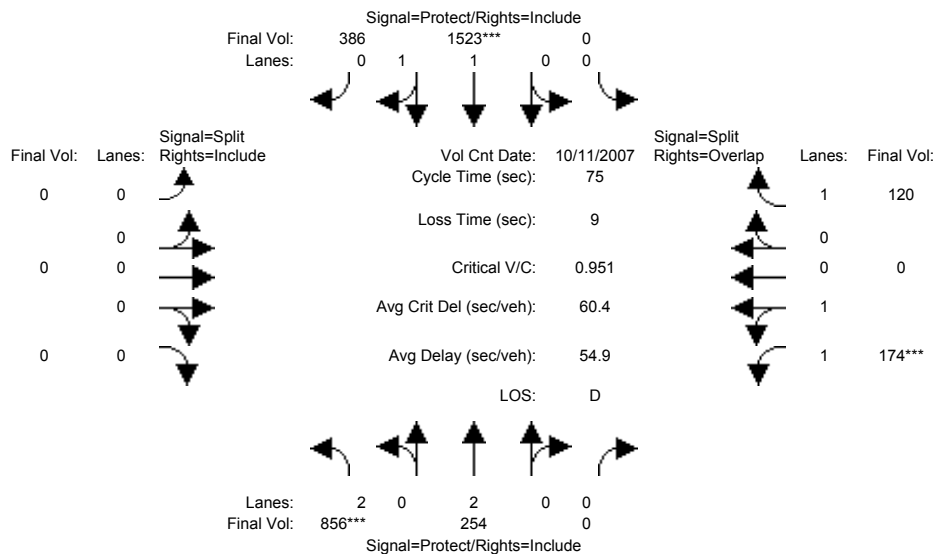 Signal=Protect/Rights=Include
Final Vol: 386 1523*** 0
Lanes: 0 1 1 0 0
Signal=Split Signal=Split
Final Vol: Lanes: Rights=Include Vol Cnt Date: 10/11/2007 Rights=Overlap Lanes: Final Vol:
Cycle Time (sec): 75
0 0 1 120
Loss Time (sec): 9
0 0
0 0 Critical V/C: 0.951 0 0
0 Avg Crit Del (sec/veh): 60.4 1
0 0 Avg Delay (sec/veh): 54.9 1 174***
LOS: D
Lanes: 2 0 2 0 0
Final Vol: 856*** 254 0
Signal=Protect/Rights=Include